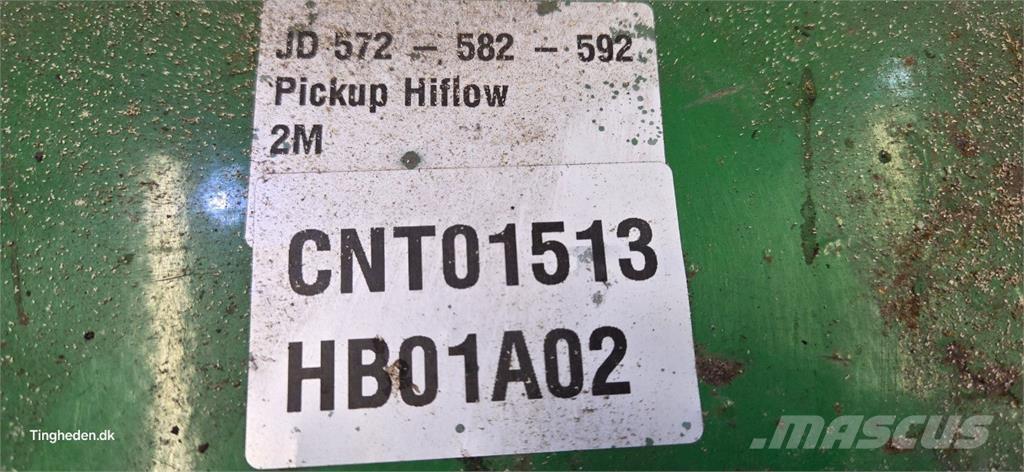 JD 572 - 582 - 592
Pickup Hiflow
2M
CNT01513
HB01A02
Tingheden.dk
MASCUS